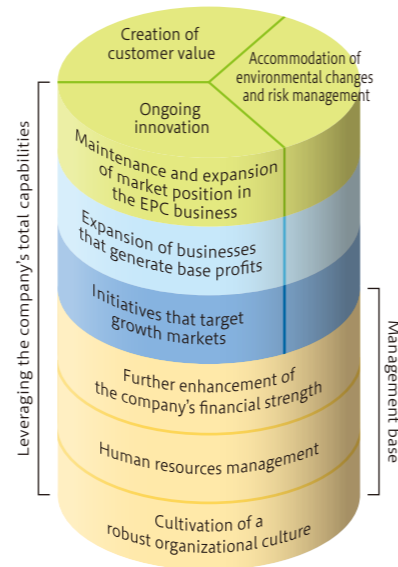 Creation of
customer value
Accommodation of
environmental changes
and risk management
Ongoing
innovation
Maintenance and expansion
of market position in
the EPC business
Expansion of businesses
that generate base profits
Initiatives that target
growth markets
Further enhancement of
the company's financial strength
Human resources management
Cultivation of a
robust organizational culture
Leveraging the company's total capabilities
Management base